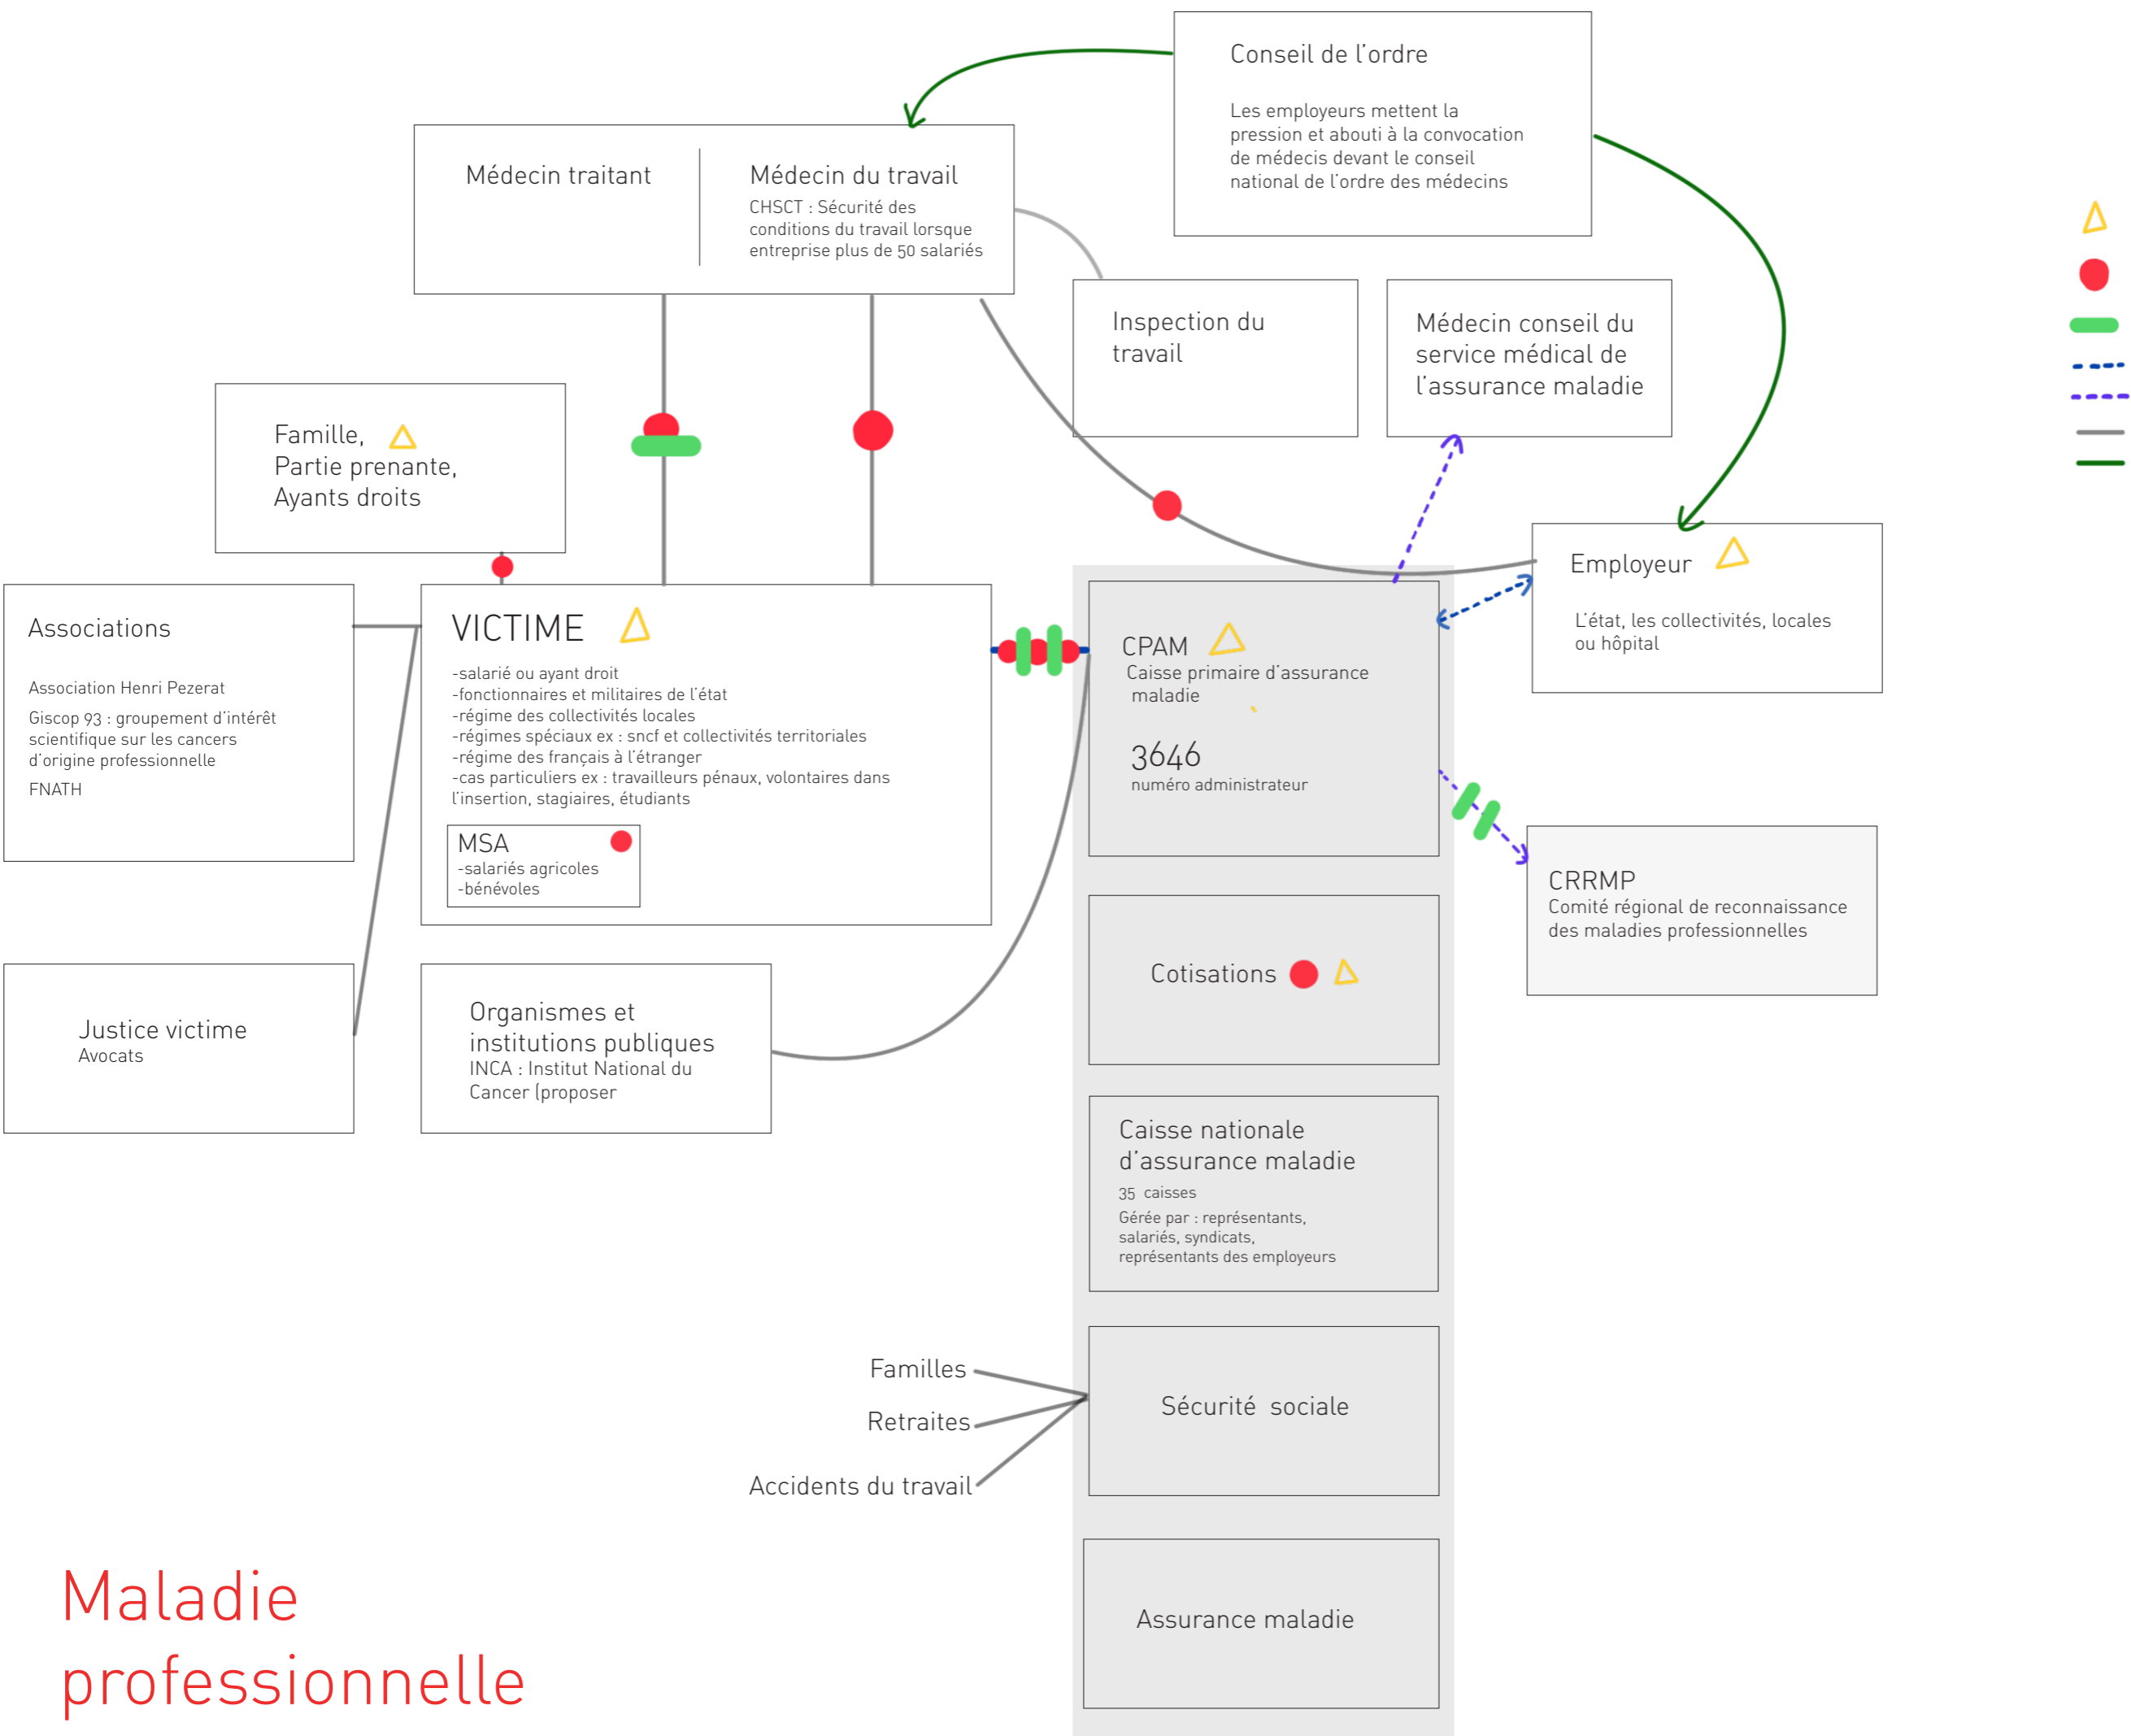 Conseil de l'ordre
Les employeurs mettent la
pression et abouti à la convocation
de médecis devant le conseil
national de l'ordre des médecins
Médecin traitant
Médecin du travail
CHSCT : Sécurité des
conditions du travail lorsque
entreprise plus de 50 salariés
Inspection du
travail
Médecin conseil du
service médical de
l'assurance maladie
Famille,
Partie prenante,
Ayants droits
Employeur
L'état, les collectivités, locales
ou hôpital
Associations
Association Henri Pezerat
Giscop 93 : groupement d'intérêt
scientifique sur les cancers
d'origine professionnelle
FNATH
VICTIME
-salarié ou ayant droit
-fonctionnaires et militaires de l'état
-régime des collectivités locales
-régimes spéciaux ex : sncf et collectivités territoriales
-régime des français à l'étranger
-cas particuliers ex : travailleurs pénaux, volontaires dans
l'insertion, stagiaires, étudiants
MSA
-salariés agricoles
-bénévoles
CPAM
Caisse primaire d'assurance
maladie
3646
numéro administrateur
CRRMP
Comité régional de reconnaissance
des maladies professionnelles
Cotisations
Justice victime
Avocats
Organismes et
institutions publiques
INCA : Institut National du
Cancer (proposer
Caisse nationale
d'assurance maladie
35 caisses
Gérée par : représentants,
salariés, syndicats,
représentants des employeurs
Familles
Retraites
Accidents du travail
Sécurité sociale
Assurance maladie
Maladie
professionnelle